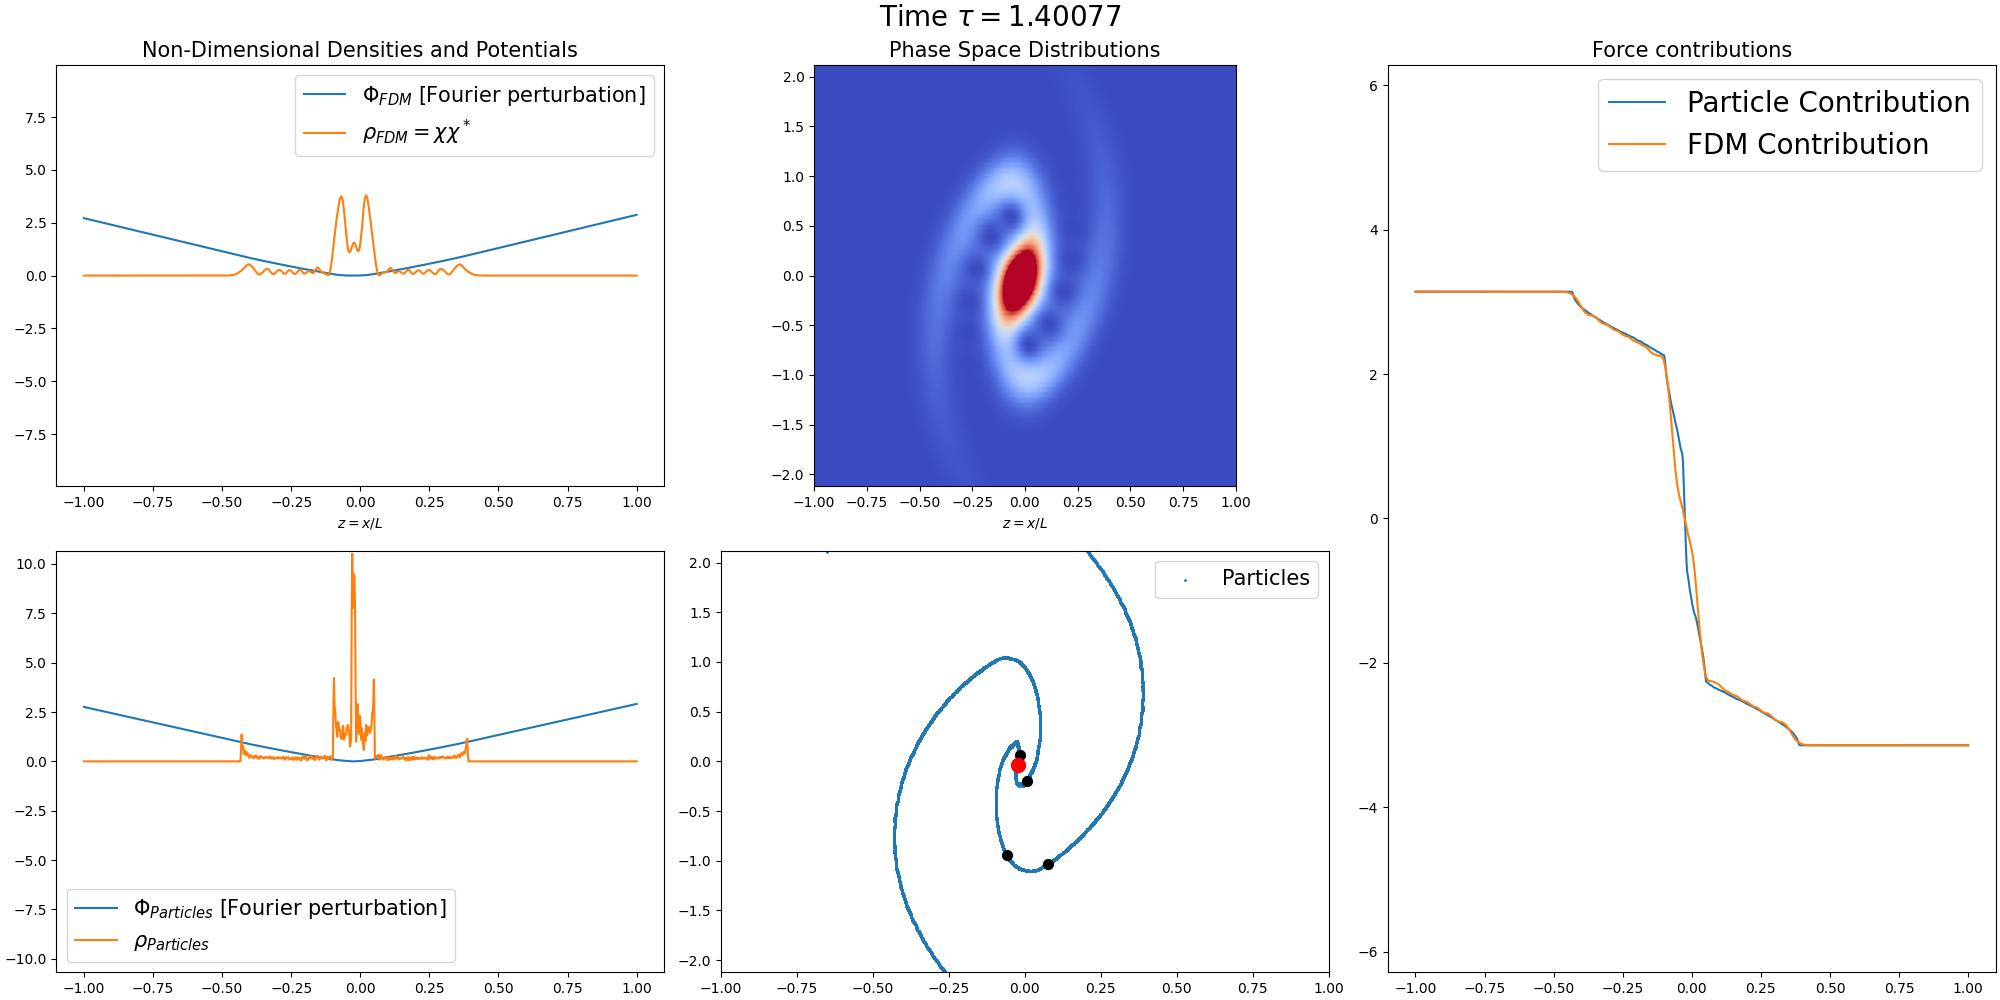 Time τ = 1.40077
Non-Dimensional Densities and Potentials
Φ_FDM [Fourier perturbation]
ρ_FDM = χχ*
7.5
5.0
2.5
0.0
−2.5
−5.0
−7.5
−1.00 −0.75 −0.50 −0.25 0.00 0.25 0.50 0.75 1.00
z = x/L
Phase Space Distributions
2.0
1.5
1.0
0.5
0.0
−0.5
−1.0
−1.5
−2.0
−1.00 −0.75 −0.50 −0.25 0.00 0.25 0.50 0.75 1.00
z = x/L
Force contributions
Particle Contribution
FDM Contribution
6
4
2
0
−2
−4
−6
−1.00 −0.75 −0.50 −0.25 0.00 0.25 0.50 0.75 1.00
10.0
7.5
5.0
2.5
0.0
−2.5
−5.0
−7.5
−10.0
Φ_Particles [Fourier perturbation]
ρ_Particles
−1.00 −0.75 −0.50 −0.25 0.00 0.25 0.50 0.75 1.00
Particles
2.0
1.5
1.0
0.5
0.0
−0.5
−1.0
−1.5
−2.0
−1.00 −0.75 −0.50 −0.25 0.00 0.25 0.50 0.75 1.00